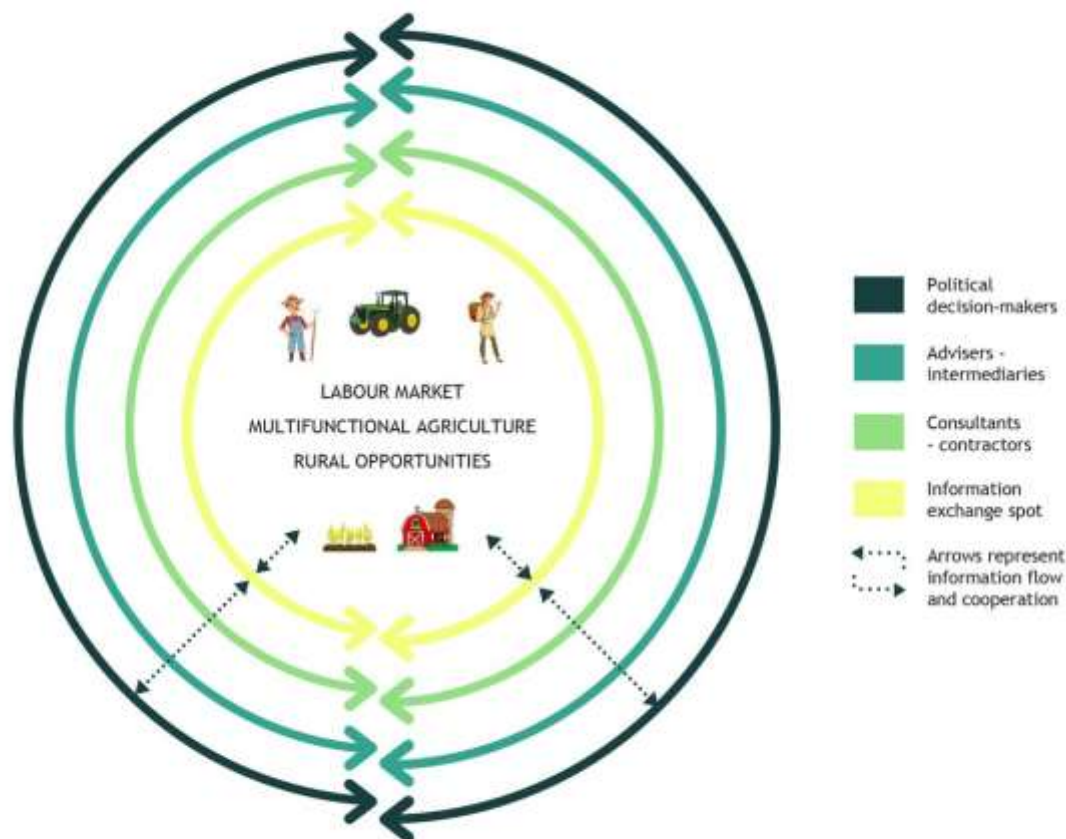 LABOUR MARKET
MULTIFUNCTIONAL AGRICULTURE
RURAL OPPORTUNITIES
Political
decision-makers
Advisers -
intermediaries
Consultants
- contractors
Information
exchange spot
Arrows represent
information flow
and cooperation